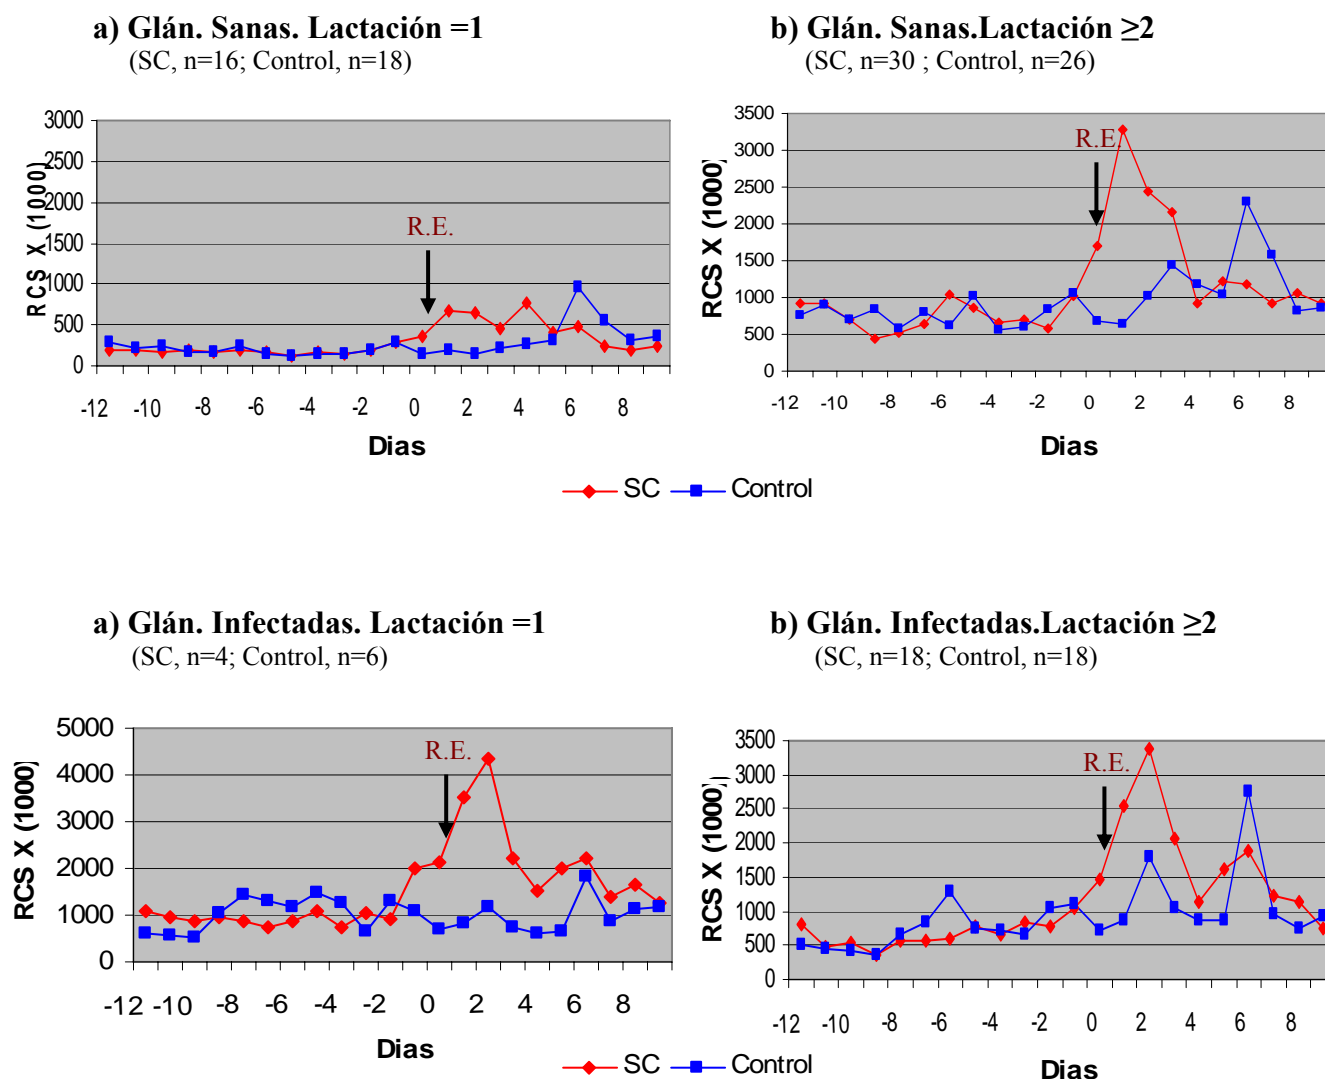 a) Glán. Sanas. Lactación =1
(SC, n=16; Control, n=18)
b) Glán. Sanas.Lactación ≥2
(SC, n=30 ; Control, n=26)
3000
2500
2000
1500
1000
500
0
RCS X (1000)
R.E.
-12 -10 -8 -6 -4 -2 0 2 4 6 8
Dias
3500
3000
2500
2000
1500
1000
500
0
RCS X (1000)
R.E.
-12 -10 -8 -6 -4 -2 0 2 4 6 8
Dias
SC Control
a) Glán. Infectadas. Lactación =1
(SC, n=4; Control, n=6)
b) Glán. Infectadas.Lactación ≥2
(SC, n=18; Control, n=18)
5000
4000
3000
2000
1000
0
RCS X (1000)
R.E.
-12 -10 -8 -6 -4 -2 0 2 4 6 8
Dias
3500
3000
2500
2000
1500
1000
500
0
RCS X (1000)
R.E.
-12 -10 -8 -6 -4 -2 0 2 4 6 8
Dias
SC Control